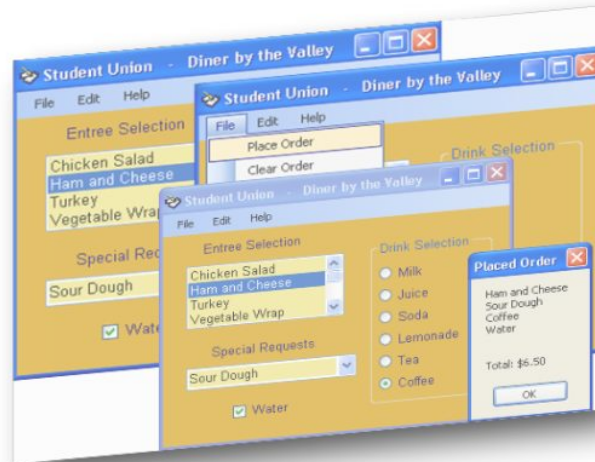 Student Union - Diner by the Valley
File Edit Help
Entree Selection
Chicken Salad
Ham and Cheese
Turkey
Vegetable Wrap
Special Req
Sour Dough
Wate
Student Union - Diner by the Valley
File Edit Help
Place Order
Clear Order
Drink Selection
Student Union - Diner by the Valley
File Edit Help
Entree Selection
Chicken Salad
Ham and Cheese
Turkey
Vegetable Wrap
Special Requests
Sour Dough
Water
Drink Selection
Milk
Juice
Soda
Lemonade
Tea
Coffee
Placed Order
Ham and Cheese
Sour Dough
Coffee
Water
Total: $6.50
OK